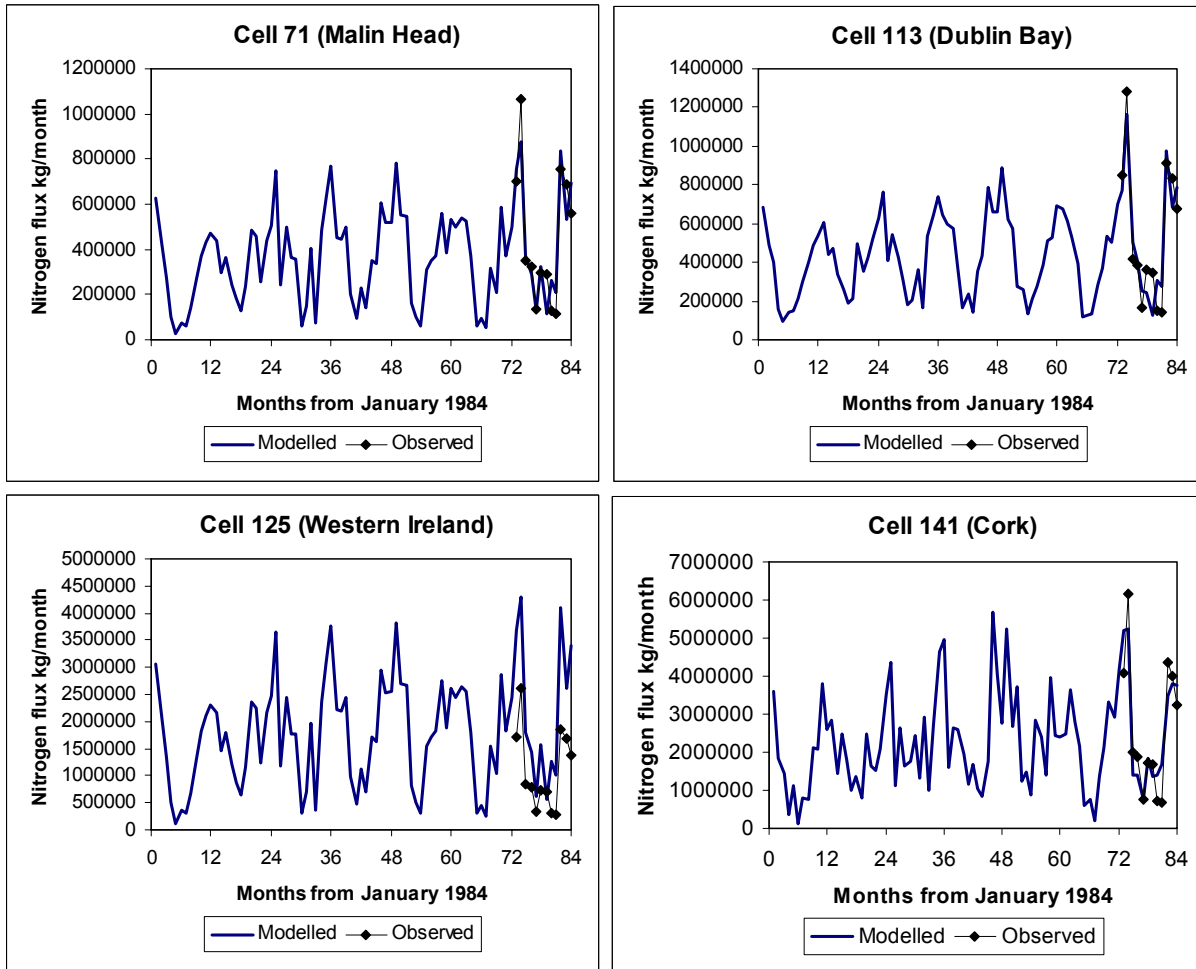 Cell 71 (Malin Head)
Nitrogen flux kg/month
1200000
1000000
800000
600000
400000
200000
0
0 12 24 36 48 60 72 84
Months from January 1984
Modelled Observed
Cell 113 (Dublin Bay)
Nitrogen flux kg/month
1400000
1200000
1000000
800000
600000
400000
200000
0
0 12 24 36 48 60 72 84
Months from January 1984
Modelled Observed
Cell 125 (Western Ireland)
Nitrogen flux kg/month
5000000
4500000
4000000
3500000
3000000
2500000
2000000
1500000
1000000
500000
0
0 12 24 36 48 60 72 84
Months from January 1984
Modelled Observed
Cell 141 (Cork)
Nitrogen flux kg/month
7000000
6000000
5000000
4000000
3000000
2000000
1000000
0
0 12 24 36 48 60 72 84
Months from January 1984
Modelled Observed